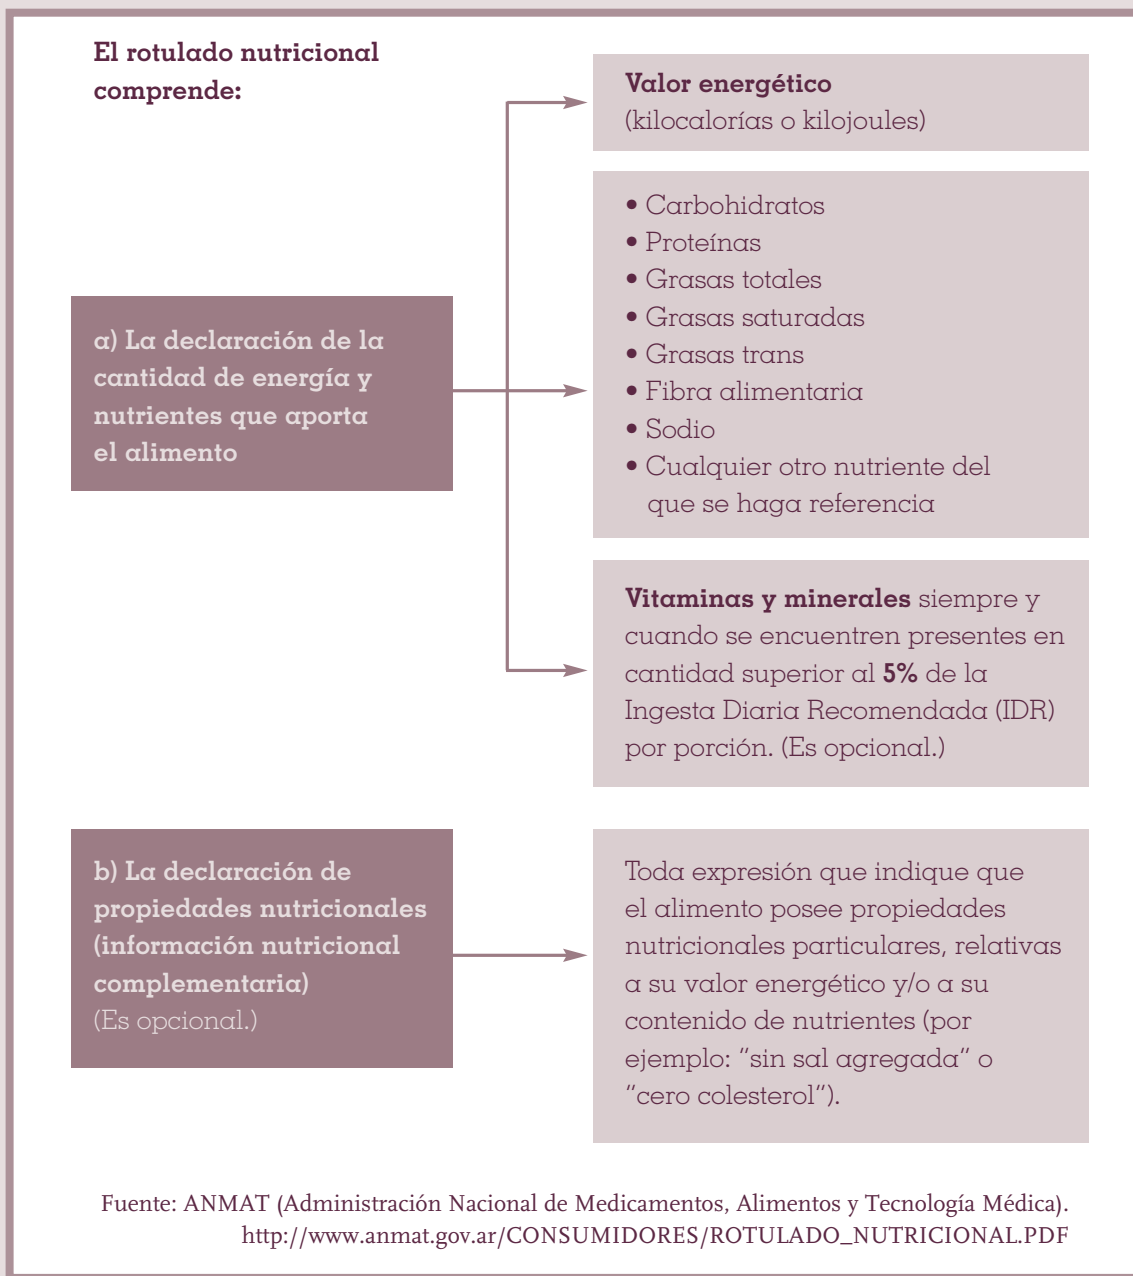 El rotulado nutricional
comprende:
Valor energético
(kilocalorías o kilojoules)
a) La declaración de la
cantidad de energía y
nutrientes que aporta
el alimento
• Carbohidratos
• Proteínas
• Grasas totales
• Grasas saturadas
• Grasas trans
• Fibra alimentaria
• Sodio
• Cualquier otro nutriente del
que se haga referencia
Vitaminas y minerales siempre y
cuando se encuentren presentes en
cantidad superior al 5% de la
Ingesta Diaria Recomendada (IDR)
por porción. (Es opcional.)
b) La declaración de
propiedades nutricionales
(información nutricional
complementaria)
(Es opcional.)
Toda expresión que indique que
el alimento posee propiedades
nutricionales particulares, relativas
a su valor energético y/o a su
contenido de nutrientes (por
ejemplo: “sin sal agregada” o
“cero colesterol”).
Fuente: ANMAT (Administración Nacional de Medicamentos, Alimentos y Tecnología Médica).
http://www.anmat.gov.ar/CONSUMIDORES/ROTULADO_NUTRICIONAL.PDF